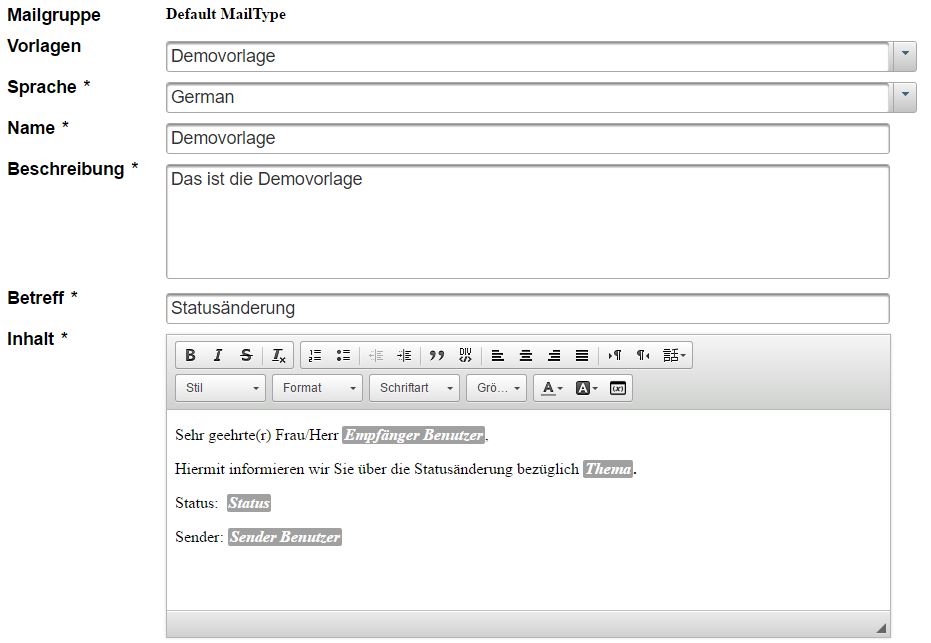 Mailgruppe Default MailType
Vorlagen Demovorlage
Sprache * German
Name * Demovorlage
Beschreibung * Das ist die Demovorlage
Betreff * Statusänderung
Inhalt *
B I S Tx DIV
Stil Format Schriftart Grö... A A (x)
Sehr geehrte(r) Frau/Herr Empfänger Benutzer,
Hiermit informieren wir Sie über die Statusänderung bezüglich Thema.
Status: Status
Sender: Sender Benutzer